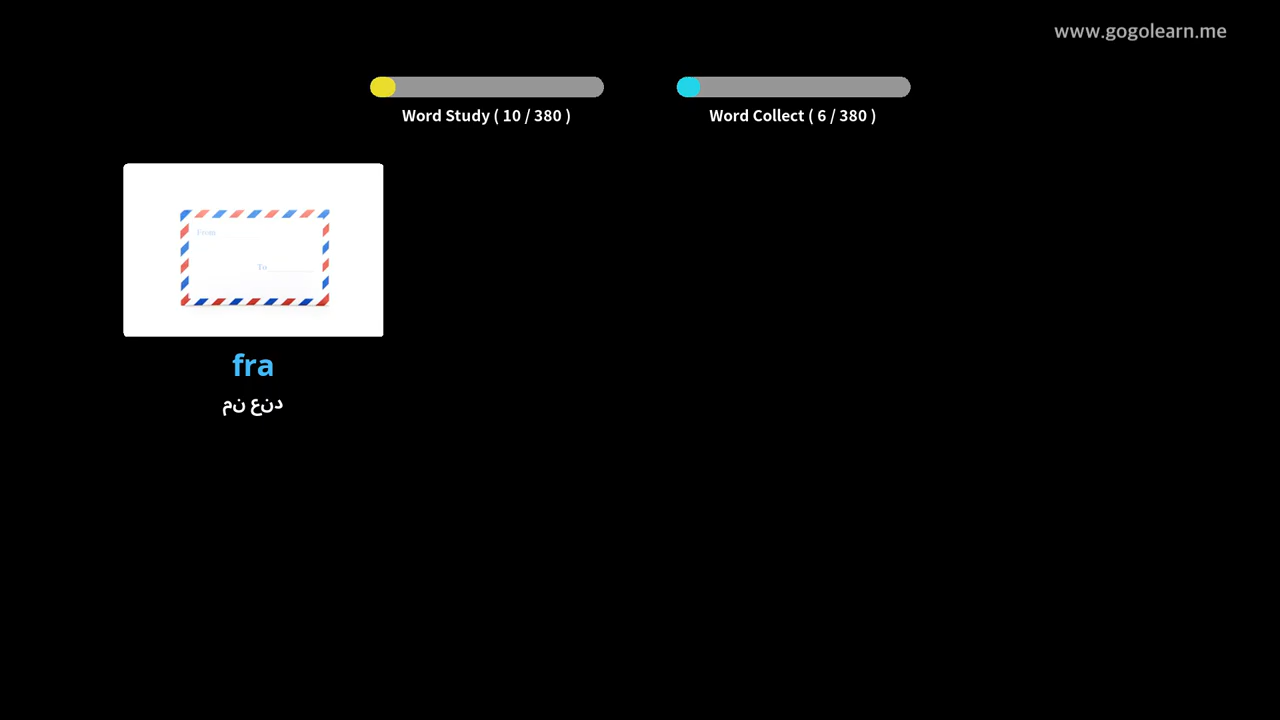 www.gogolearn.me
Word Study ( 10 / 380 )
Word Collect ( 6 / 380 )
From
To
fra
من عند